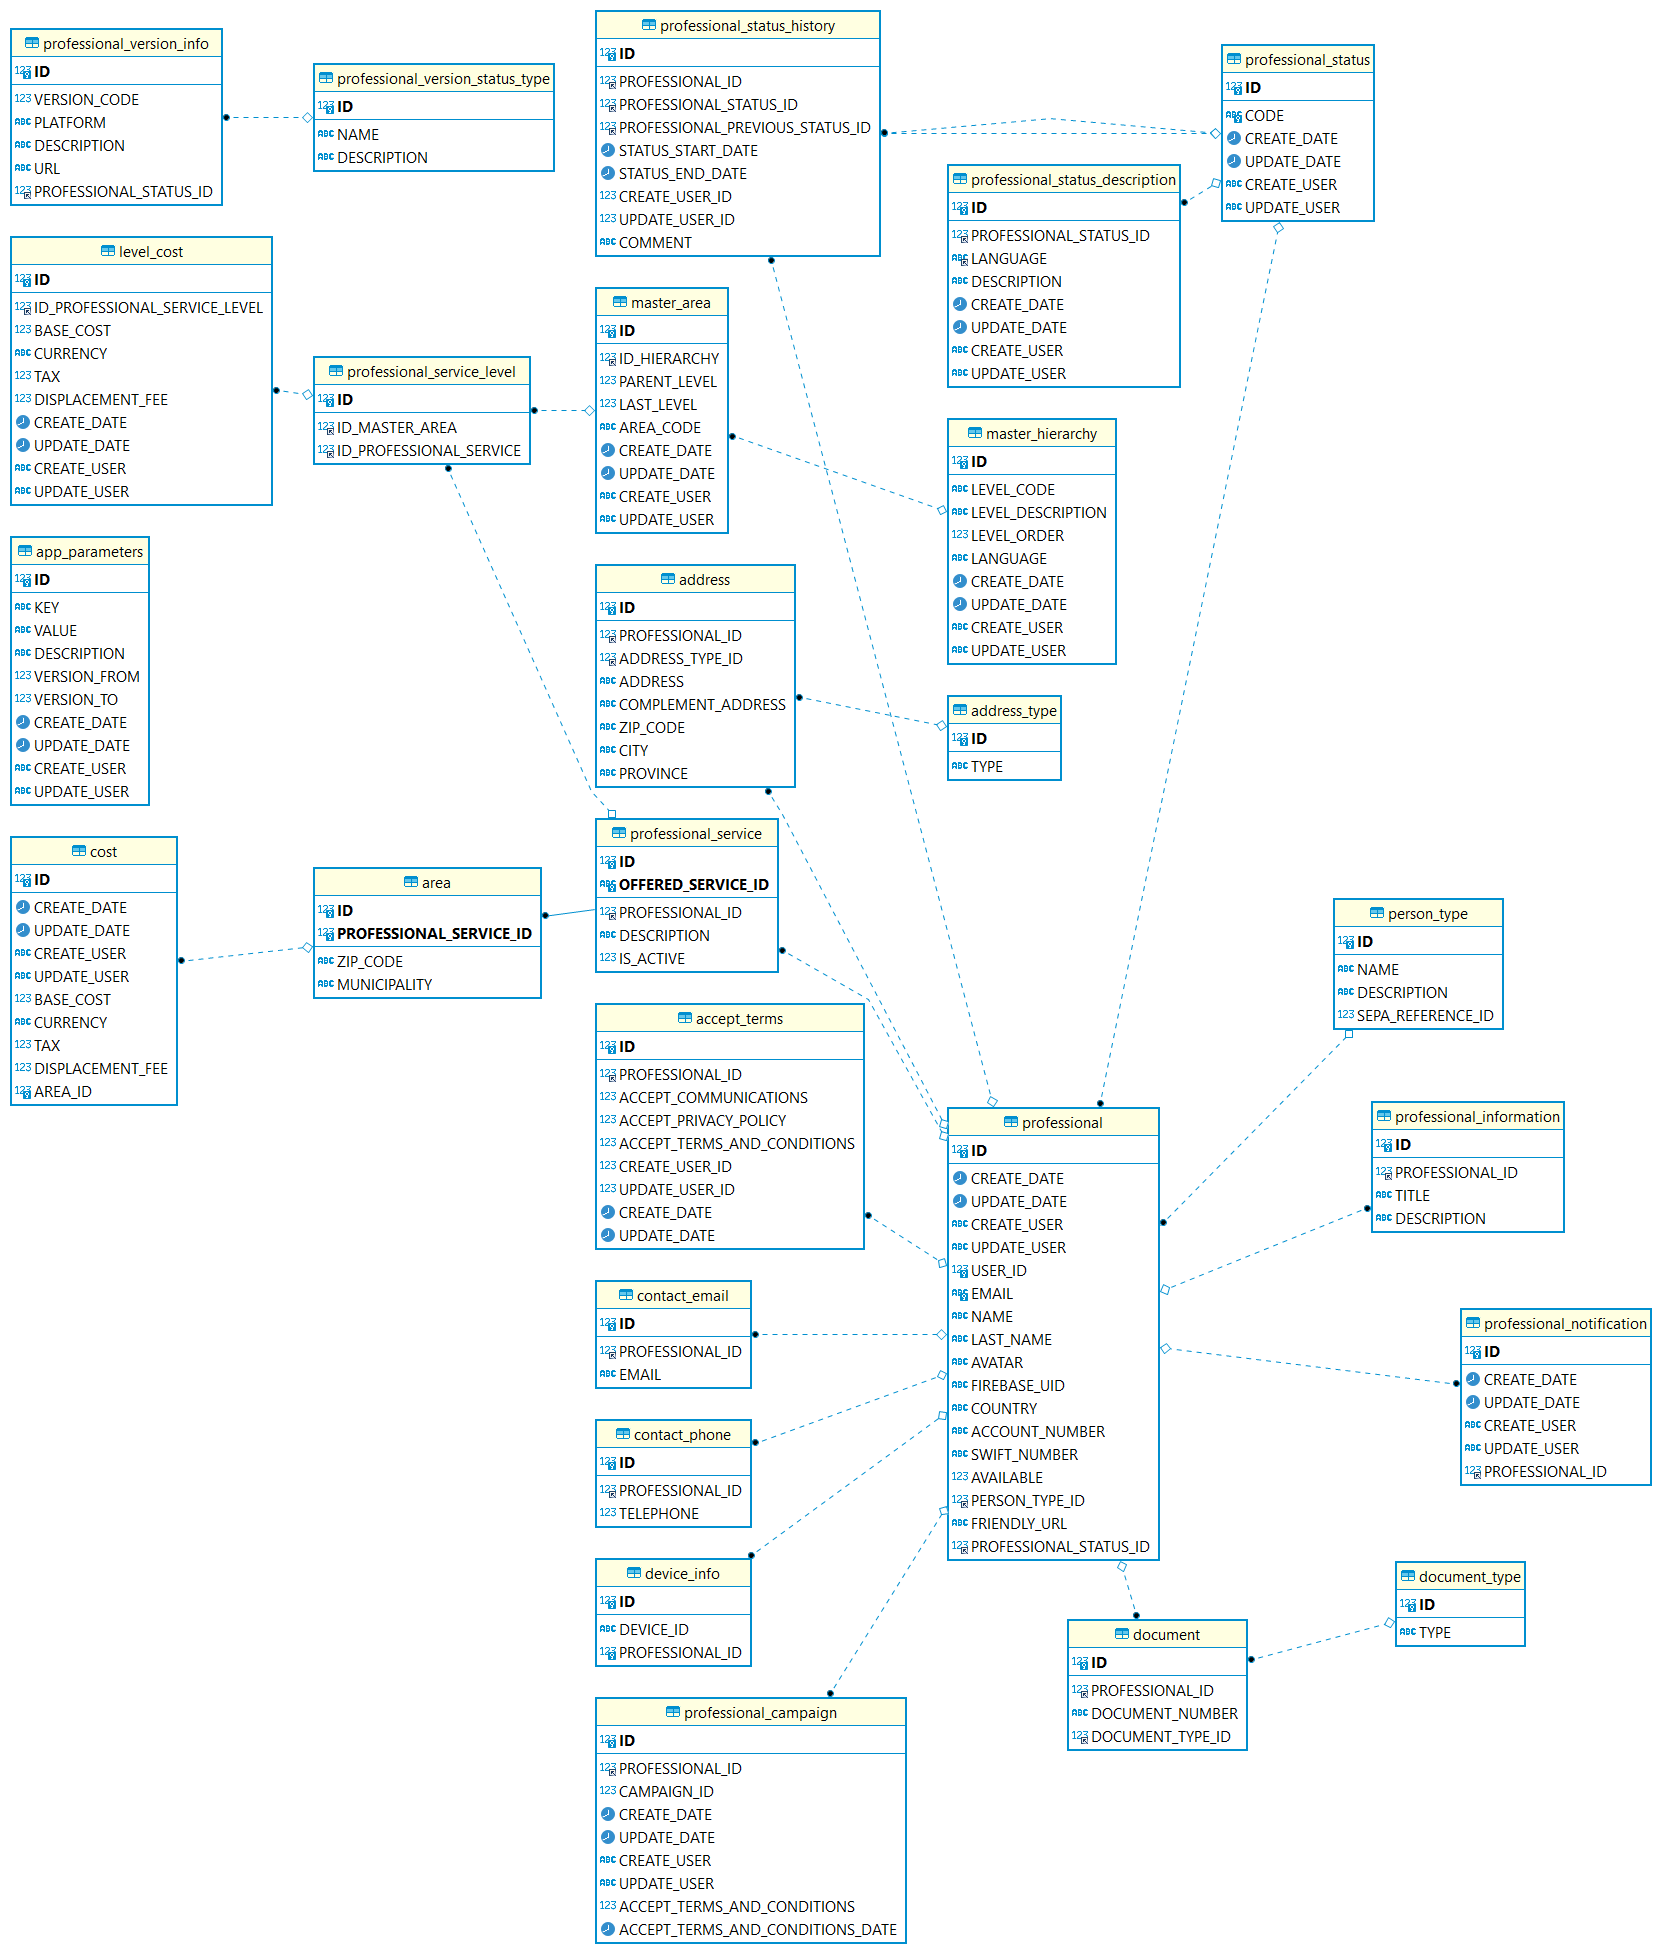 professional_version_info
ID
VERSION_CODE
PLATFORM
DESCRIPTION
URL
PROFESSIONAL_STATUS_ID
professional_version_status_type
ID
NAME
DESCRIPTION
professional_status_history
ID
PROFESSIONAL_ID
PROFESSIONAL_STATUS_ID
PROFESSIONAL_PREVIOUS_STATUS_ID
STATUS_START_DATE
STATUS_END_DATE
CREATE_USER_ID
UPDATE_USER_ID
COMMENT
professional_status
ID
CODE
CREATE_DATE
UPDATE_DATE
CREATE_USER
UPDATE_USER
professional_status_description
ID
PROFESSIONAL_STATUS_ID
LANGUAGE
DESCRIPTION
CREATE_DATE
UPDATE_DATE
CREATE_USER
UPDATE_USER
level_cost
ID
ID_PROFESSIONAL_SERVICE_LEVEL
BASE_COST
CURRENCY
TAX
DISPLACEMENT_FEE
CREATE_DATE
UPDATE_DATE
CREATE_USER
UPDATE_USER
professional_service_level
ID
ID_MASTER_AREA
ID_PROFESSIONAL_SERVICE
master_area
ID
ID_HIERARCHY
PARENT_LEVEL
LAST_LEVEL
AREA_CODE
CREATE_DATE
UPDATE_DATE
CREATE_USER
UPDATE_USER
master_hierarchy
ID
LEVEL_CODE
LEVEL_DESCRIPTION
LEVEL_ORDER
LANGUAGE
CREATE_DATE
UPDATE_DATE
CREATE_USER
UPDATE_USER
app_parameters
ID
KEY
VALUE
DESCRIPTION
VERSION_FROM
VERSION_TO
CREATE_DATE
UPDATE_DATE
CREATE_USER
UPDATE_USER
address
ID
PROFESSIONAL_ID
ADDRESS_TYPE_ID
ADDRESS
COMPLEMENT_ADDRESS
ZIP_CODE
CITY
PROVINCE
address_type
ID
TYPE
cost
ID
CREATE_DATE
UPDATE_DATE
CREATE_USER
UPDATE_USER
BASE_COST
CURRENCY
TAX
DISPLACEMENT_FEE
AREA_ID
area
ID
PROFESSIONAL_SERVICE_ID
ZIP_CODE
MUNICIPALITY
professional_service
ID
OFFERED_SERVICE_ID
PROFESSIONAL_ID
DESCRIPTION
IS_ACTIVE
person_type
ID
NAME
DESCRIPTION
SEPA_REFERENCE_ID
accept_terms
ID
PROFESSIONAL_ID
ACCEPT_COMMUNICATIONS
ACCEPT_PRIVACY_POLICY
ACCEPT_TERMS_AND_CONDITIONS
CREATE_USER_ID
UPDATE_USER_ID
CREATE_DATE
UPDATE_DATE
professional
ID
CREATE_DATE
UPDATE_DATE
CREATE_USER
UPDATE_USER
USER_ID
EMAIL
NAME
LAST_NAME
AVATAR
FIREBASE_UID
COUNTRY
ACCOUNT_NUMBER
SWIFT_NUMBER
AVAILABLE
PERSON_TYPE_ID
FRIENDLY_URL
PROFESSIONAL_STATUS_ID
professional_information
ID
PROFESSIONAL_ID
TITLE
DESCRIPTION
contact_email
ID
PROFESSIONAL_ID
EMAIL
professional_notification
ID
CREATE_DATE
UPDATE_DATE
CREATE_USER
UPDATE_USER
PROFESSIONAL_ID
contact_phone
ID
PROFESSIONAL_ID
TELEPHONE
device_info
ID
DEVICE_ID
PROFESSIONAL_ID
document_type
ID
TYPE
document
ID
PROFESSIONAL_ID
DOCUMENT_NUMBER
DOCUMENT_TYPE_ID
professional_campaign
ID
PROFESSIONAL_ID
CAMPAIGN_ID
CREATE_DATE
UPDATE_DATE
CREATE_USER
UPDATE_USER
ACCEPT_TERMS_AND_CONDITIONS
ACCEPT_TERMS_AND_CONDITIONS_DATE